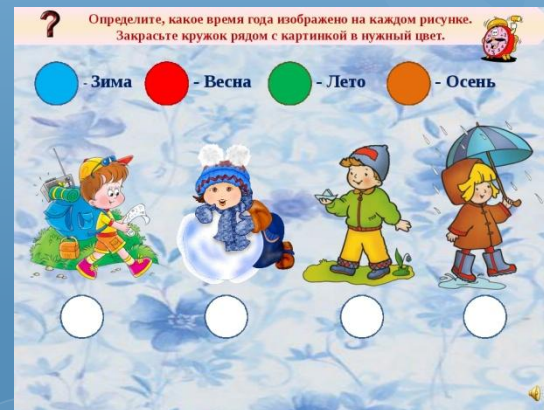 ?
Определите, какое время года изображено на каждом рисунке.
Закрасьте кружок рядом с картинкой в нужный цвет.
- Зима - Весна - Лето - Осень